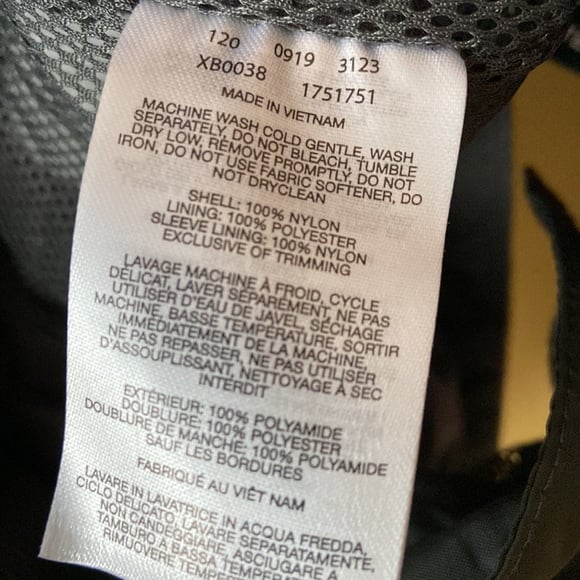 120 0919 3123
XB0038 1751751
MADE IN VIETNAM
MACHINE WASH COLD GENTLE, WASH
SEPARATELY, DO NOT BLEACH, TUMBLE
DRY LOW, REMOVE PROMPTLY, DO NOT
IRON, DO NOT USE FABRIC SOFTENER, DO
NOT DRYCLEAN
SHELL: 100% NYLON
LINING: 100% POLYESTER
SLEEVE LINING: 100% NYLON
EXCLUSIVE OF TRIMMING
LAVAGE MACHINE À FROID, CYCLE
DÉLICAT, LAVER SÉPARÉMENT, NE PAS
UTILISER D'EAU DE JAVEL, SÉCHAGE
MACHINE, BASSE TEMPÉRATURE, SORTIR
IMMÉDIATEMENT DE LA MACHINE,
NE PAS REPASSER, NE PAS UTILISER
D'ASSOUPLISSANT, NETTOYAGE À SEC
INTERDIT
EXTÉRIEUR: 100% POLYAMIDE
DOUBLURE: 100% POLYESTER
DOUBLURE DE MANCHE: 100% POLYAMIDE
SAUF LES BORDURES
FABRIQUÉ AU VIÊT NAM
LAVARE IN LAVATRICE IN ACQUA FREDDA,
CICLO DELICATO, LAVARE SEPARATAMENTE,
NON CANDEGGIARE, ASCIUGARE A
TAMBURO A BASSA TEMPERATURA,
RIMUOVERE